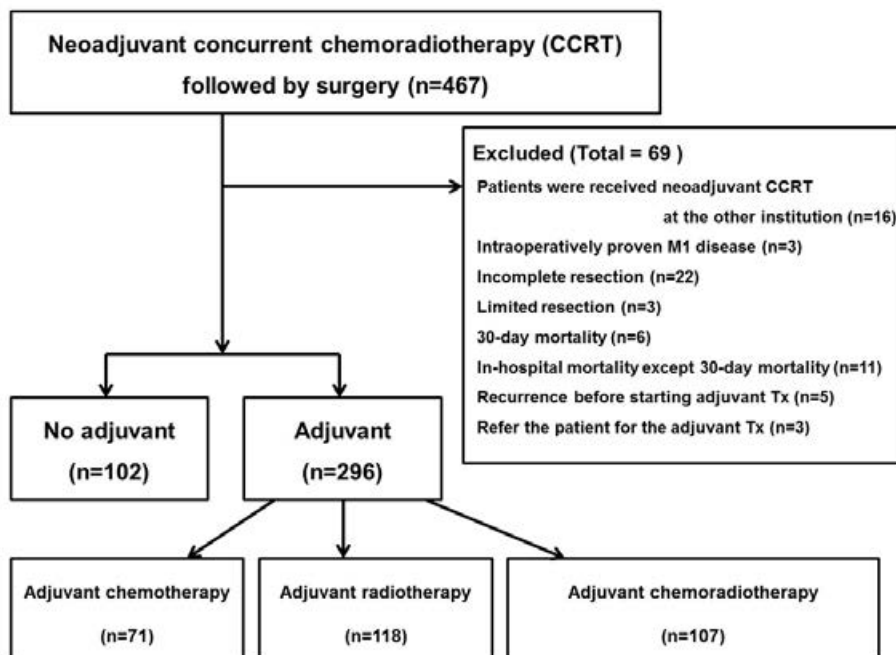 Neoadjuvant concurrent chemoradiotherapy (CCRT)
followed by surgery (n=467)
Excluded (Total = 69 )
Patients were received neoadjuvant CCRT
at the other institution (n=16)
Intraoperatively proven M1 disease (n=3)
Incomplete resection (n=22)
Limited resection (n=3)
30-day mortality (n=6)
In-hospital mortality except 30-day mortality (n=11)
Recurrence before starting adjuvant Tx (n=5)
Refer the patient for the adjuvant Tx (n=3)
No adjuvant
(n=102)
Adjuvant
(n=296)
Adjuvant chemotherapy
(n=71)
Adjuvant radiotherapy
(n=118)
Adjuvant chemoradiotherapy
(n=107)